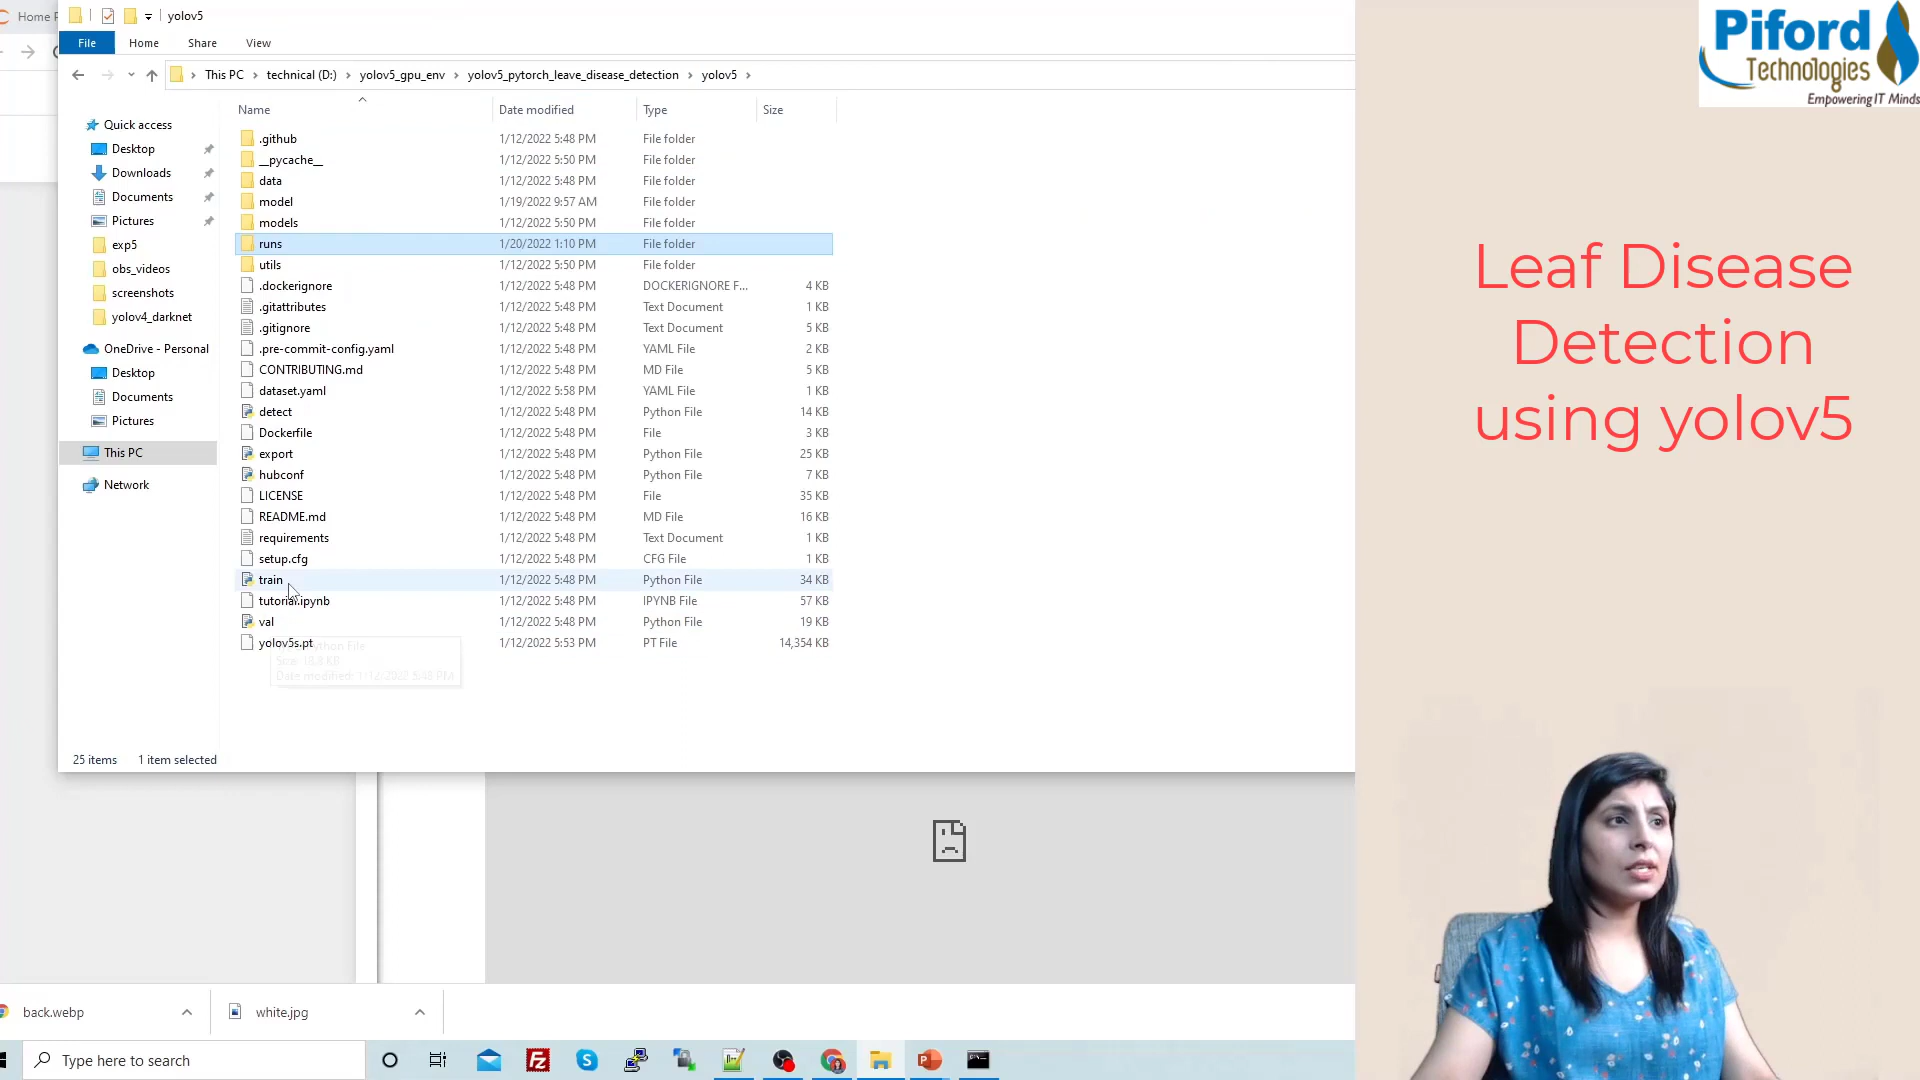 Home P
yolov5
File Home Share View
This PC technical (D:) yolov5_gpu_env yolov5_pytorch_leave_disease_detection yolov5
Name Date modified Type Size
Quick access
Desktop
Downloads
Documents
Pictures
exp5
obs_videos
screenshots
yolov4_darknet
OneDrive - Personal
Desktop
Documents
Pictures
This PC
Network
.github 1/12/2022 5:48 PM File folder
__pycache__ 1/12/2022 5:50 PM File folder
data 1/12/2022 5:48 PM File folder
model 1/19/2022 9:57 AM File folder
models 1/12/2022 5:50 PM File folder
runs 1/20/2022 1:10 PM File folder
utils 1/12/2022 5:50 PM File folder
.dockerignore 1/12/2022 5:48 PM DOCKERIGNORE F... 4 KB
.gitattributes 1/12/2022 5:48 PM Text Document 1 KB
.gitignore 1/12/2022 5:48 PM Text Document 5 KB
.pre-commit-config.yaml 1/12/2022 5:48 PM YAML File 2 KB
CONTRIBUTING.md 1/12/2022 5:48 PM MD File 5 KB
dataset.yaml 1/12/2022 5:58 PM YAML File 1 KB
detect 1/12/2022 5:48 PM Python File 14 KB
Dockerfile 1/12/2022 5:48 PM File 3 KB
export 1/12/2022 5:48 PM Python File 25 KB
hubconf 1/12/2022 5:48 PM Python File 7 KB
LICENSE 1/12/2022 5:48 PM File 35 KB
README.md 1/12/2022 5:48 PM MD File 16 KB
requirements 1/12/2022 5:48 PM Text Document 1 KB
setup.cfg 1/12/2022 5:48 PM CFG File 1 KB
train 1/12/2022 5:48 PM Python File 34 KB
tutorial.ipynb 1/12/2022 5:48 PM IPYNB File 57 KB
val 1/12/2022 5:48 PM Python File 19 KB
yolov5s.pt 1/12/2022 5:53 PM PT File 14,354 KB
Python File
Size: 18.8 KB
Date modified: 1/12/2022 5:48 PM
25 items 1 item selected
back.webp white.jpg
Type here to search
Piford
Technologies
Empowering IT Minds
Leaf Disease
Detection
using yolov5